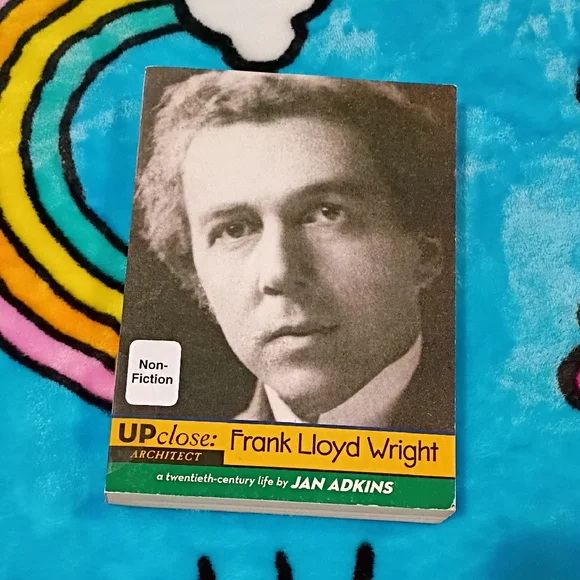 Non-
Fiction
UPclose: Frank Lloyd Wright
ARCHITECT
a twentieth-century life by JAN ADKINS